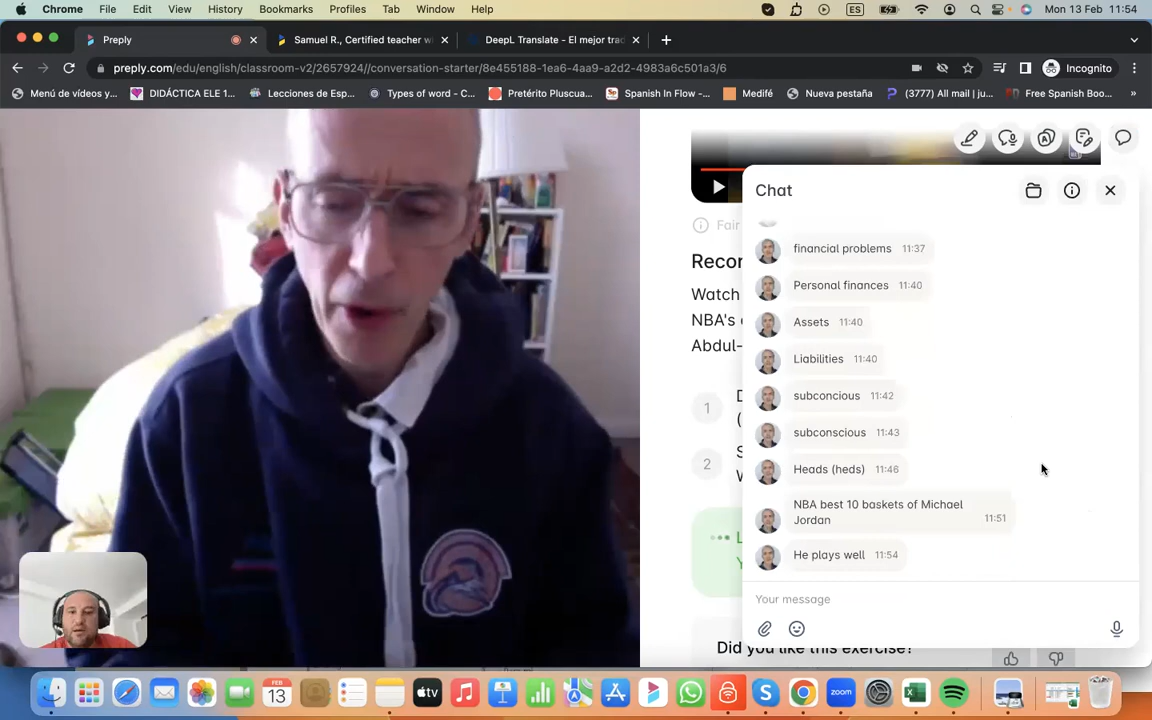 Chrome File Edit View History Bookmarks Profiles Tab Window Help ES Mon 13 Feb 11:54
Preply Samuel R., Certified teacher w DeepL Translate - El mejor trad
preply.com/edu/english/classroom-v2/2657924//conversation-starter/8e455188-1ea6-4aa9-a2d2-4983a6c501a3/6 Incognito
Menú de vídeos y... DIDÁCTICA ELE 1... Lecciones de Esp... Types of word - C... Pretérito Pluscua... Spanish In Flow -... Medifé Nueva pestaña (3777) All mail | ju... Free Spanish Boo... »
Fair
Recor
Watch
NBA's
Abdul-
1 D
(
2 S
W
L
Y
Did you like this exercise?
Chat
financial problems 11:37
Personal finances 11:40
Assets 11:40
Liabilities 11:40
subconcious 11:42
subconscious 11:43
Heads (heds) 11:46
NBA best 10 baskets of Michael
Jordan 11:51
He plays well 11:54
Your message
FEB
13
tv
zoom